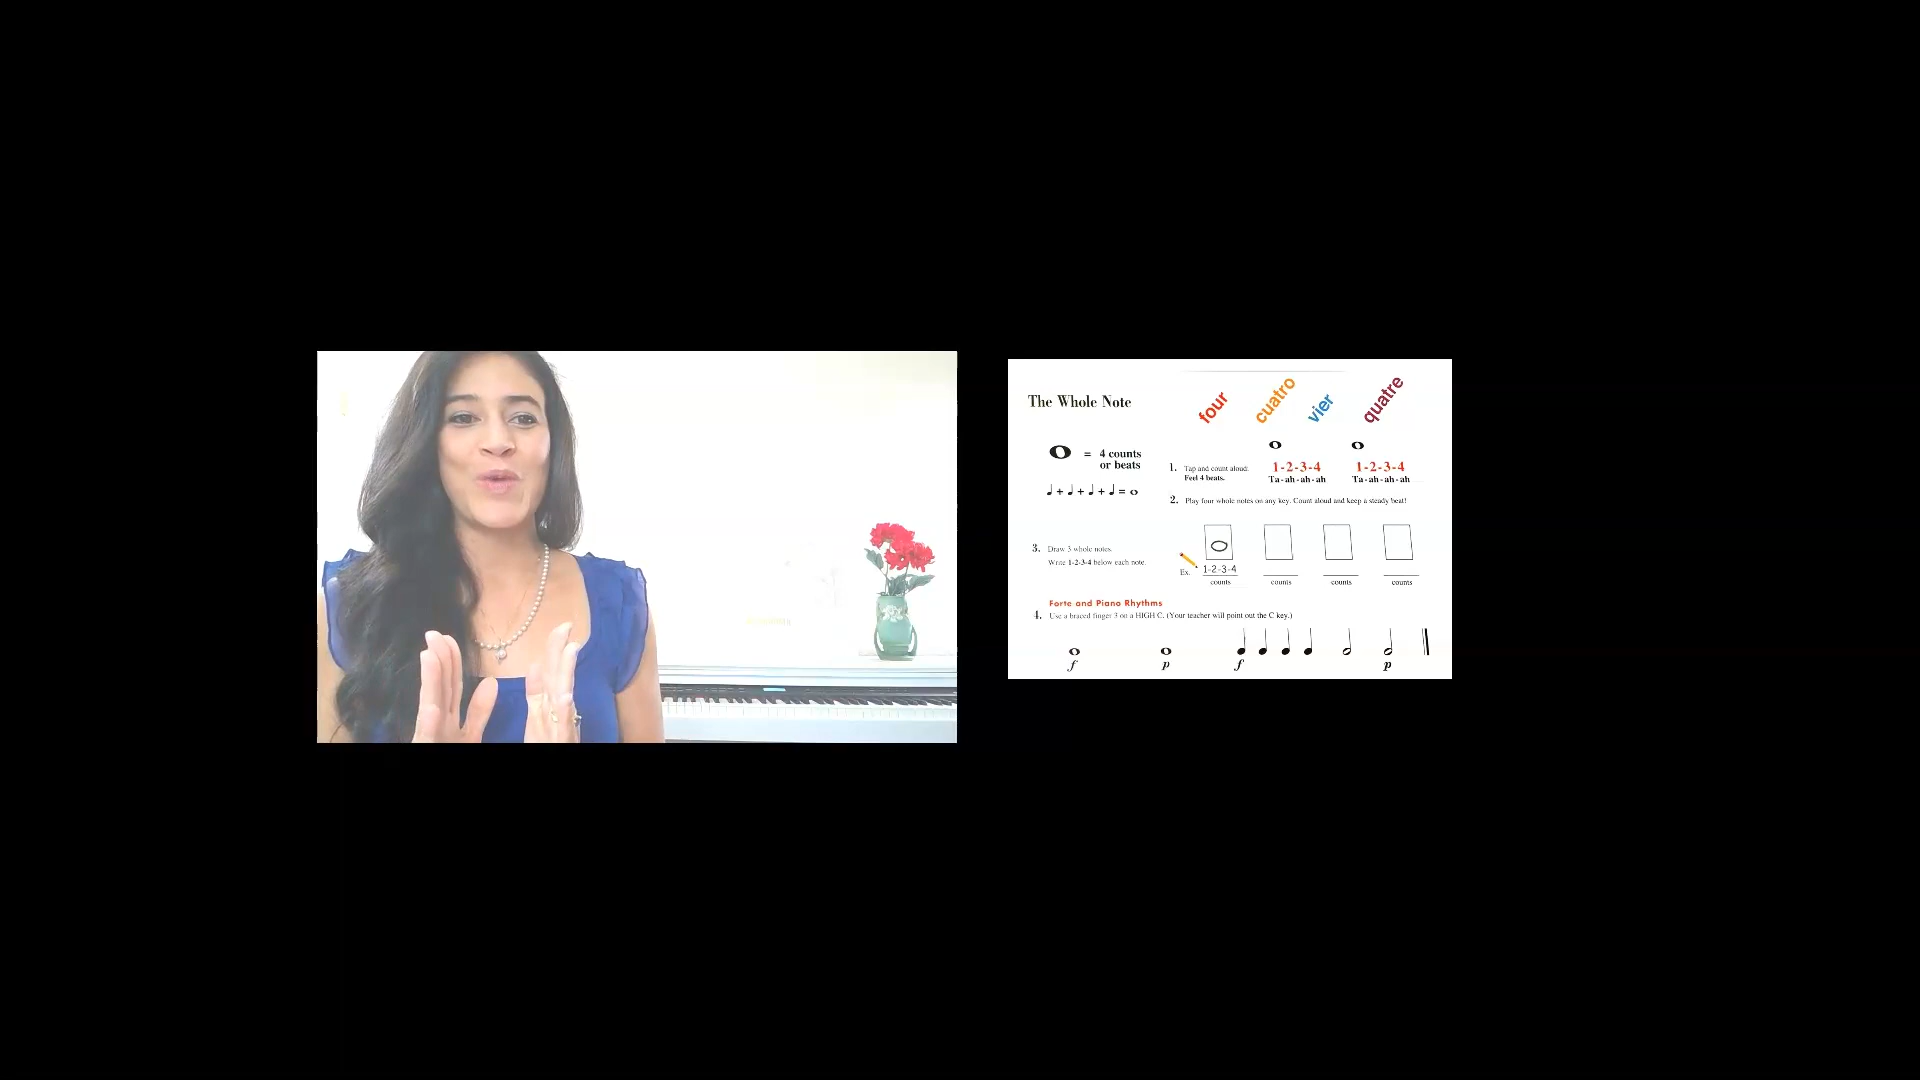 The Whole Note
four cuatro vier quatre
= 4 counts
or beats
+ + + =
1. Tap and count aloud: 1-2-3-4 1-2-3-4
Feel 4 beats. Ta-ah-ah-ah Ta-ah-ah-ah
2. Play four whole notes on any key. Count aloud and keep a steady beat!
3. Draw 3 whole notes.
Write 1-2-3-4 below each note.
Ex. 1-2-3-4
counts counts counts counts
Forte and Piano Rhythms
4. Use a braced finger 3 on a HIGH C. (Your teacher will point out the C key.)
f p f p